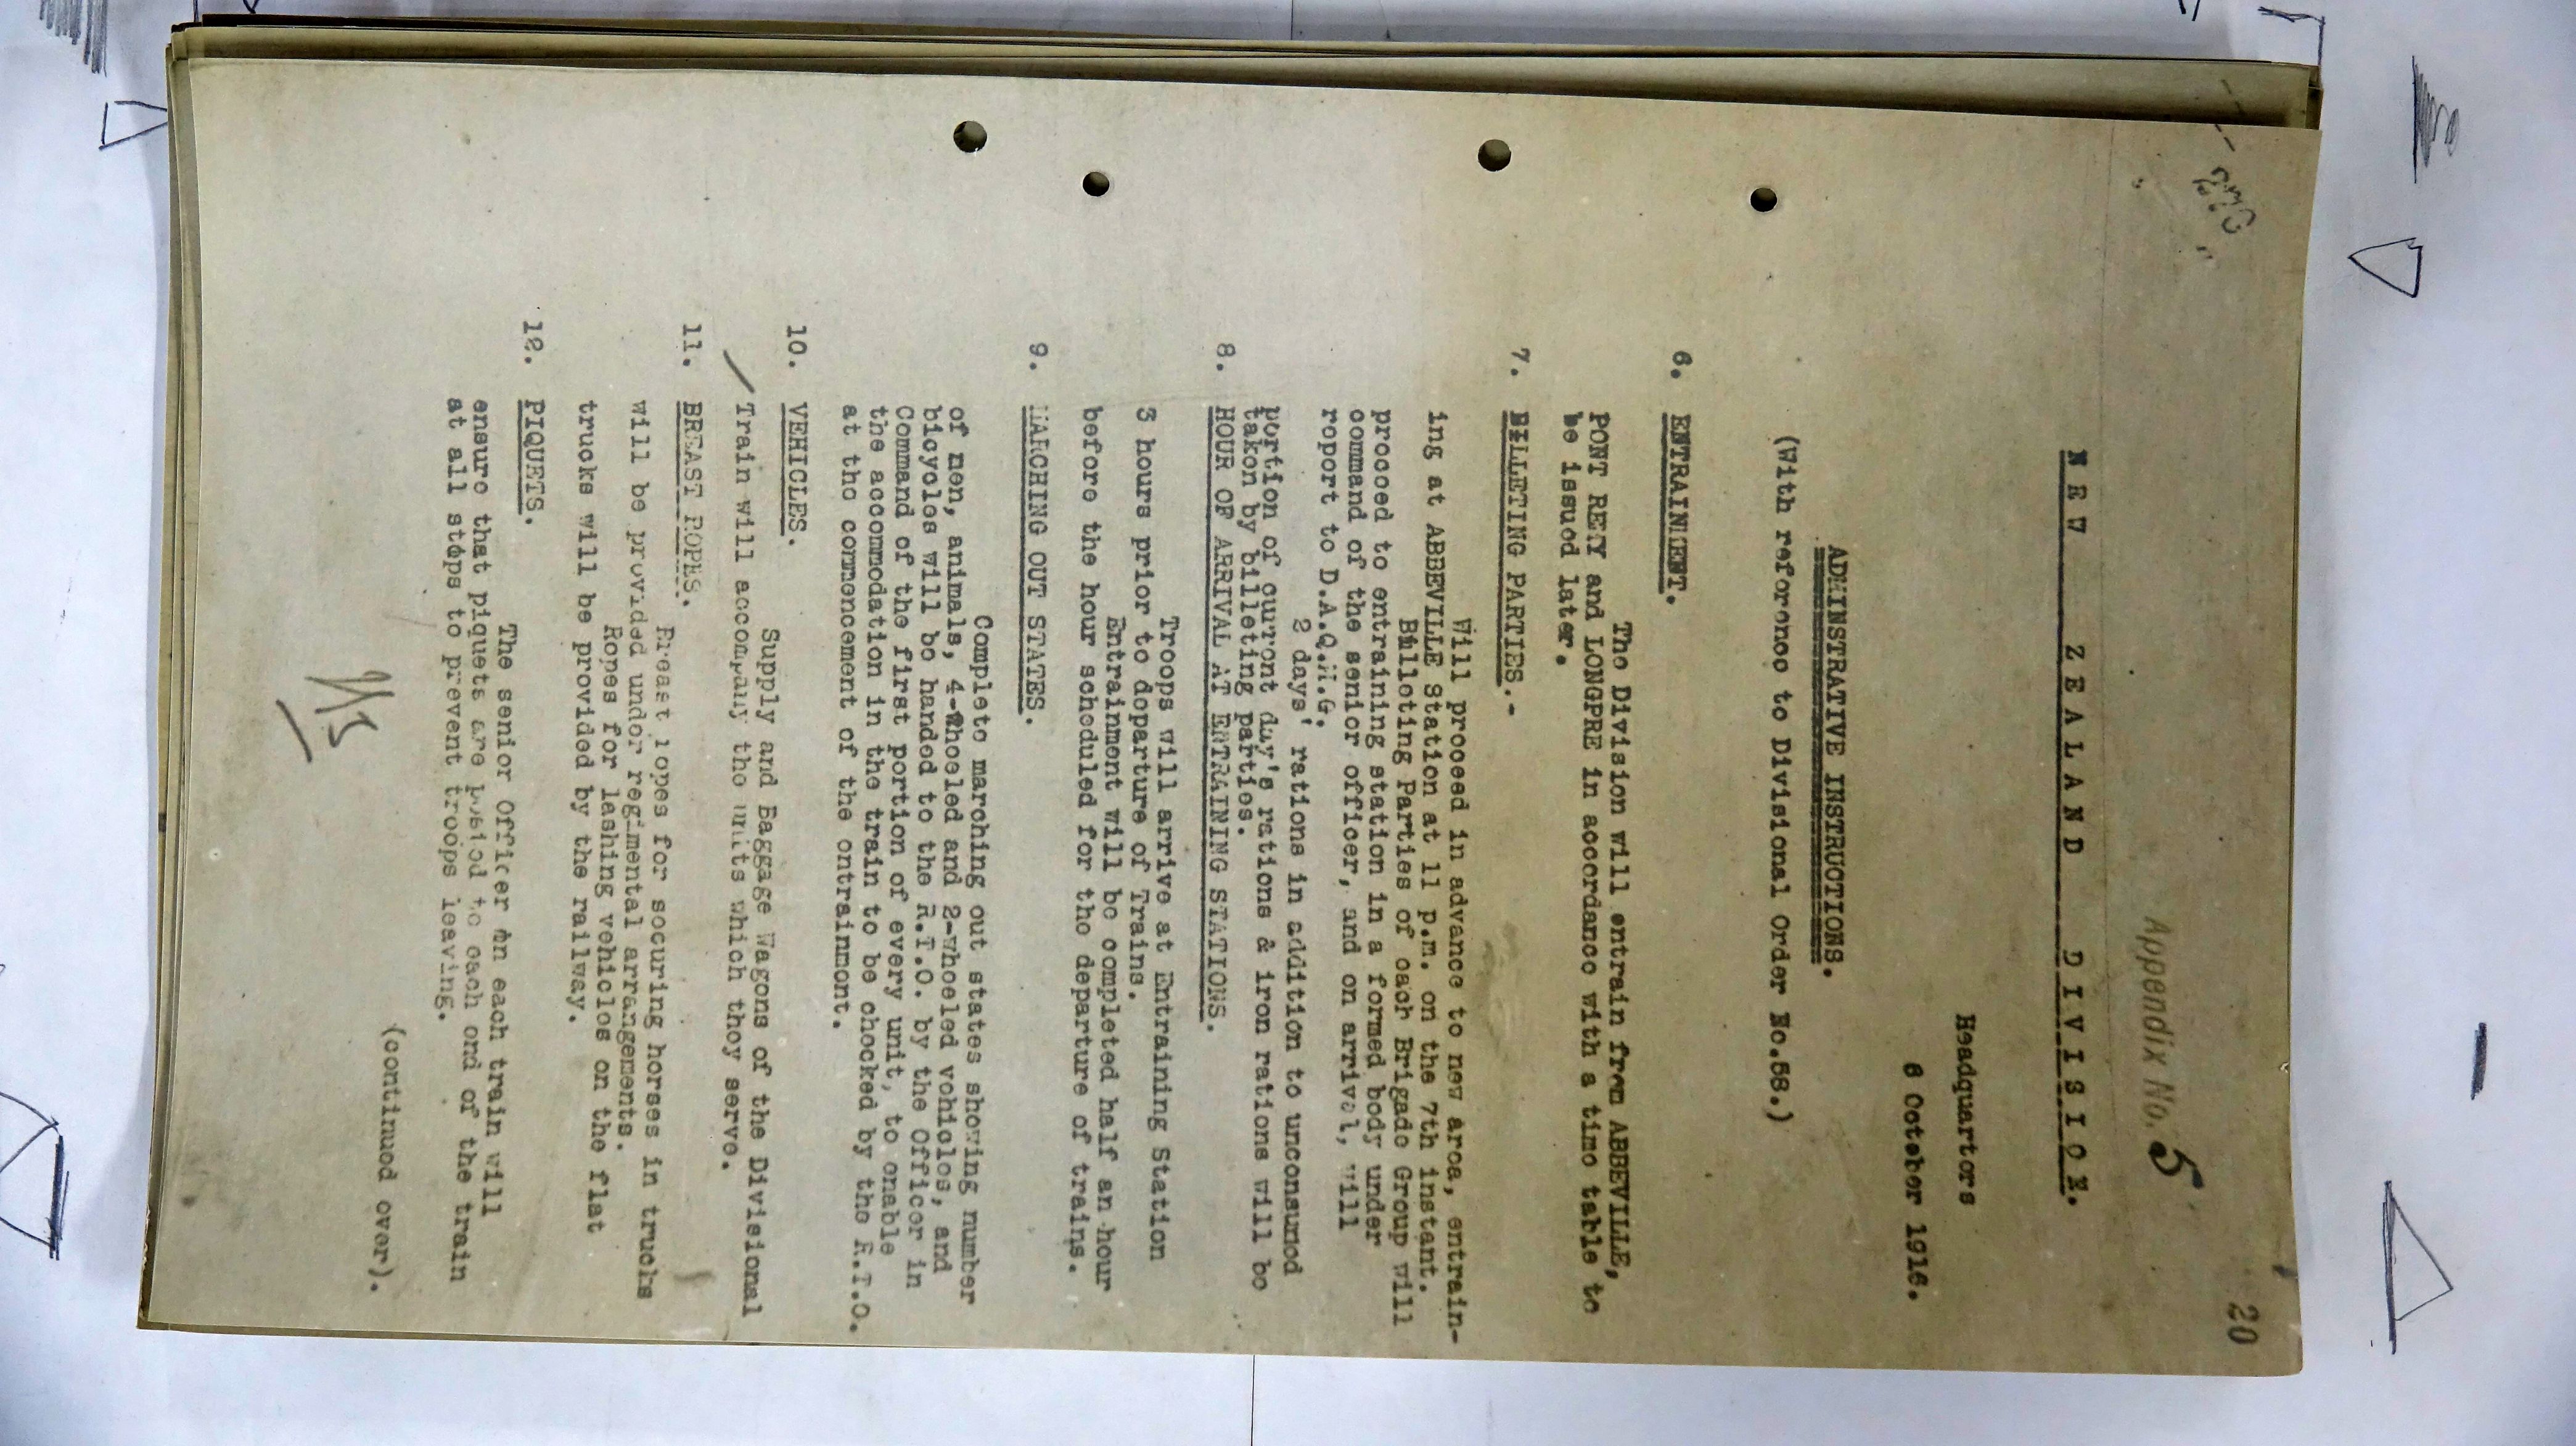 20
Appendix No. 5
NEW ZEALAND DIVISION.
Headquarters
6 October 1916.
ADMINSTRATIVE INSTRUCTIONS.
(With reference to Divisional Order No.58.)
6. ENTRAINMENT.
The Division will entrain from ABBEVILLE,
PONT REMY and LONGPRE in accordance with a time table to
be issued later.
7. BILLETING PARTIES.-
Will proceed in advance to new area, entrain-
ing at ABBEVILLE Station at 11 p.m. on the 7th instant.
Billeting Parties of each Brigade Group will
proceed to entraining station in a formed body under
command of the senior officer, and on arrival, will
report to D.A.Q.M.G.
2 days' rations in addition to unconsumed
portion of current day's rations & iron rations will be
taken by billeting parties.
8. HOUR OF ARRIVAL AT ENTRAINING STATIONS.
Troops will arrive at Entraining Station
3 hours prior to departure of Trains.
Entrainment will be completed half an hour
before the hour scheduled for the departure of trains.
9. MARCHING OUT STATES.
Complete marching out states showing number
of men, animals, 4-wheeled and 2-wheeled vehicles, and
bicycles will be handed to the R.T.O. by the Officer in
Command of the first portion of every unit, to enable
the accommodation in the train to be checked by the R.T.O.
at the commencement of the entrainment.
10. VEHICLES.
Supply and Baggage Wagons of the Divisional
Train will accompany the units which they serve.
11. BREAST ROPES.
Breast ropes for securing horses in trucks
will be provided under regimental arrangements.
Ropes for lashing vehicles on the flat
trucks will be provided by the railway.
12. PIQUETS.
The senior Officer on each train will
ensure that piquets are posted to each end of the train
at all stops to prevent troops leaving.
(continued over).